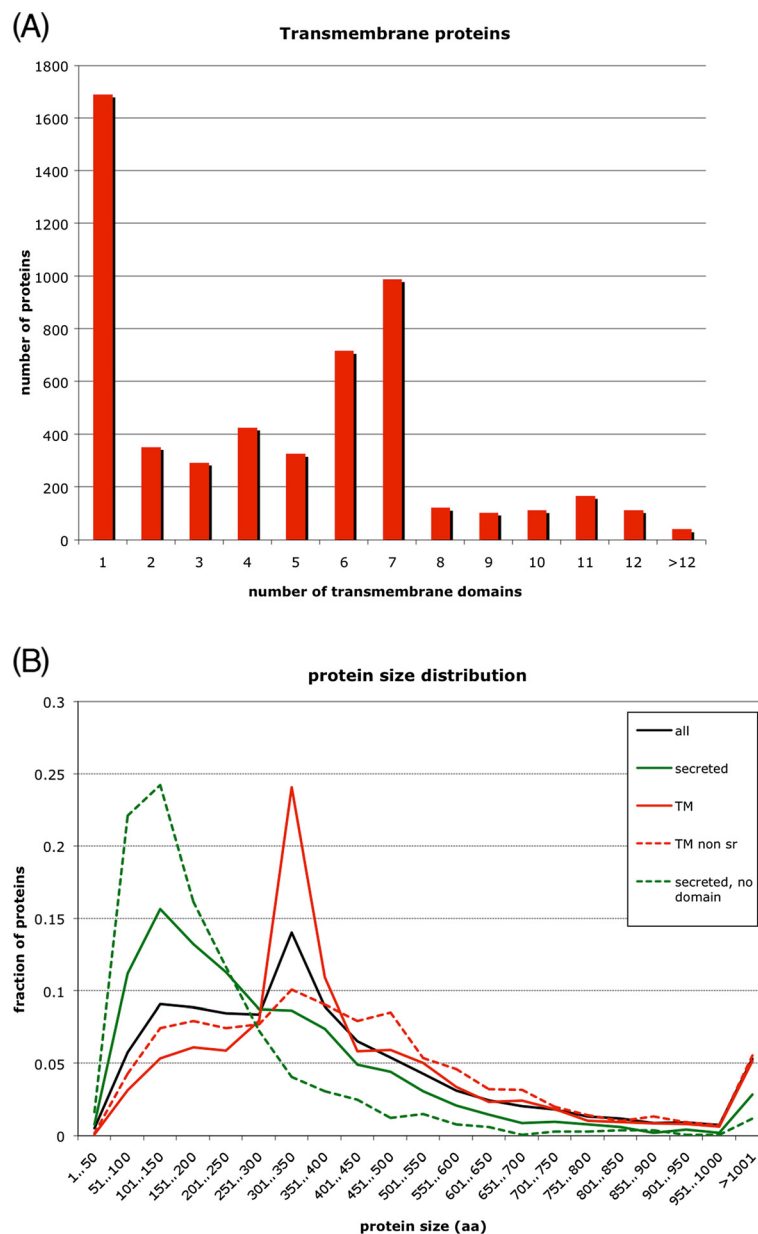 (A)
Transmembrane proteins
1800
1600
1400
1200
1000
800
600
400
200
0
number of proteins
1 2 3 4 5 6 7 8 9 10 11 12 >12
number of transmembrane domains
(B)
protein size distribution
0.3
0.25
0.2
0.15
0.1
0.05
0
fraction of proteins
all
secreted
TM
TM non sr
secreted, no
domain
1..50
51..100
101..150
151..200
201..250
251..300
301..350
351..400
401..450
451..500
501..550
551..600
601..650
651..700
701..750
751..800
801..850
851..900
901..950
951..1000
>1001
protein size (aa)